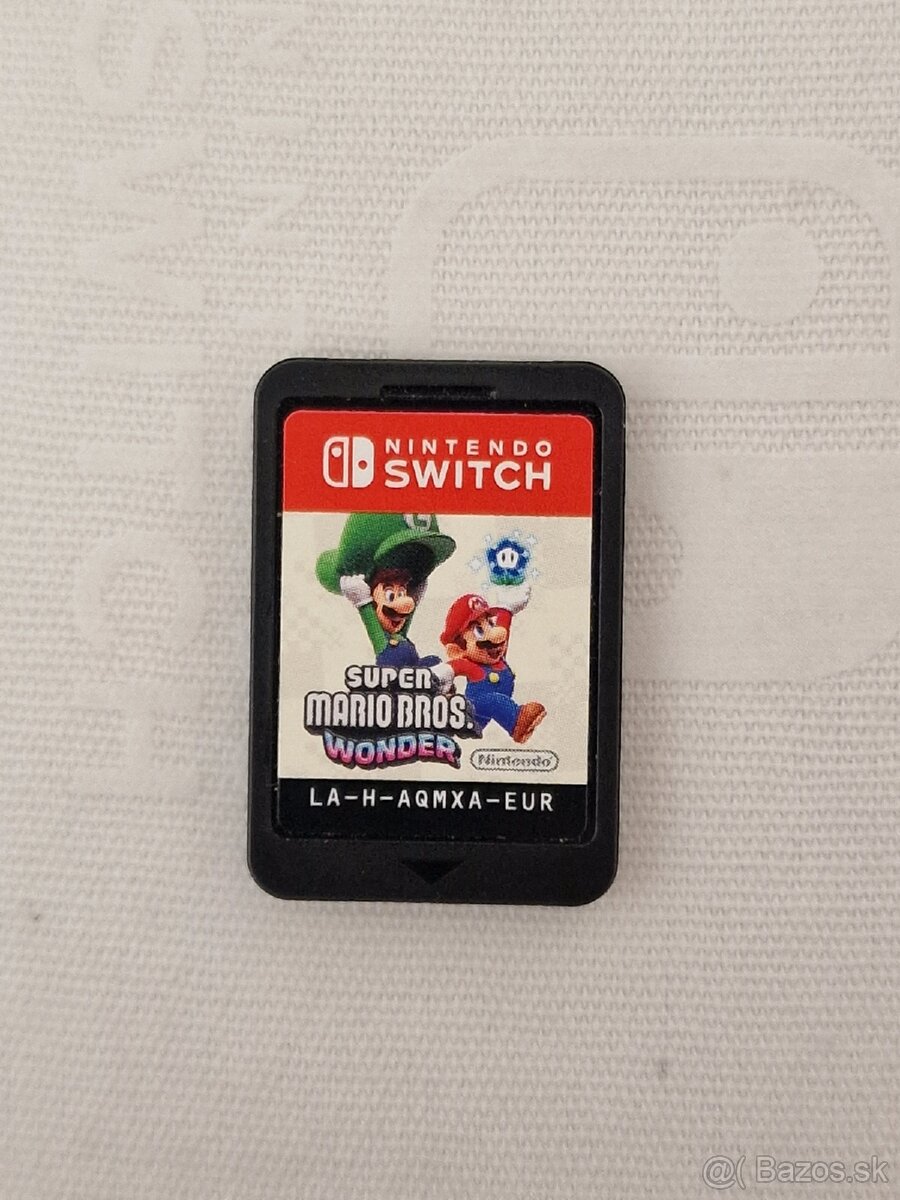 NINTENDO
SWITCH
SUPER
MARIO BROS.
WONDER
Nintendo
LA-H-AQMXA-EUR
@( Bazos.sk